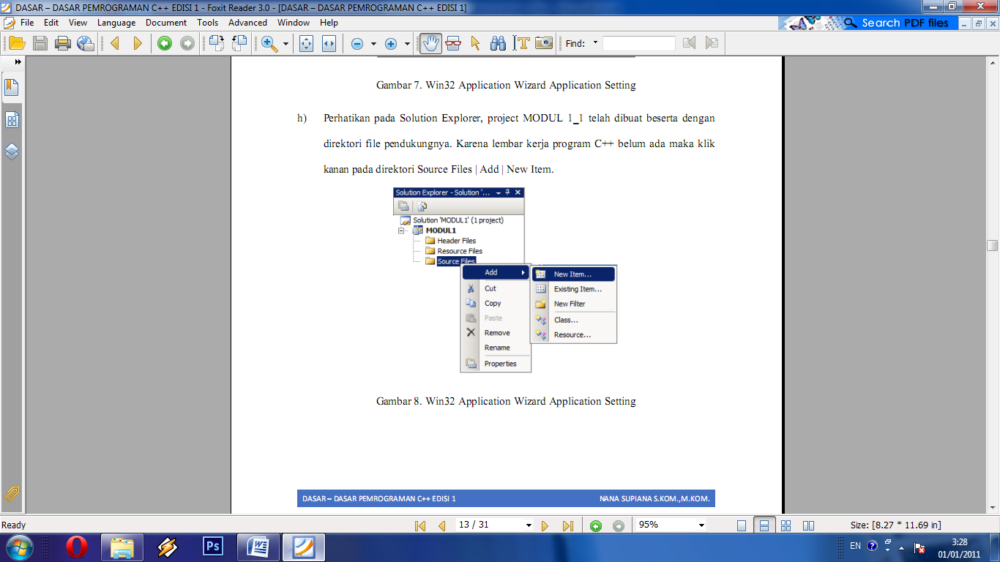 DASAR – DASAR PEMROGRAMAN C++ EDISI 1 - Foxit Reader 3.0 - [DASAR – DASAR PEMROGRAMAN C++ EDISI 1]
File Edit View Language Document Tools Advanced Window Help
Search PDF files
Find:
Gambar 7. Win32 Application Wizard Application Setting
h) Perhatikan pada Solution Explorer, project MODUL 1_1 telah dibuat beserta dengan
direktori file pendukungnya. Karena lembar kerja program C++ belum ada maka klik
kanan pada direktori Source Files | Add | New Item.
Solution Explorer - Solution '...
Solution 'MODUL1' (1 project)
MODUL1
Header Files
Resource Files
Source Files
Add
Cut
Copy
Paste
Remove
Rename
Properties
New Item...
Existing Item...
New Filter
Class...
Resource...
Gambar 8. Win32 Application Wizard Application Setting
DASAR – DASAR PEMROGRAMAN C++ EDISI 1 NANA SUPIANA S.KOM.,M.KOM.
Ready 13 / 31 95% Size: [8.27 * 11.69 in]
Ps EN 3:28
01/01/2011